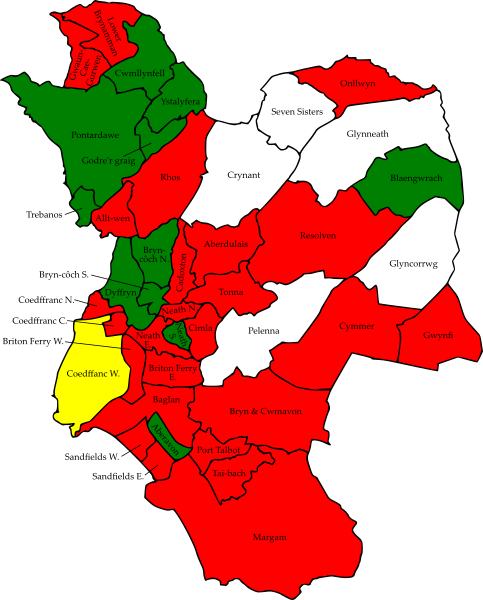 Lower
Brynamman
Gwaun-
Cae-
Gurwen
Cwmllynfell
Onllwyn
Ystalyfera
Seven Sisters
Pontardawe
Glynneath
Godre'r graig
Rhos
Crynant
Blaengwrach
Trebanos
Allt-wen
Resolven
Aberdulais
Bryn-
côch N.
Cadoxton
Glyncorrwg
Bryn-côch S.
Dyffryn
Tonna
Coedffranc N.
Neath N.
Coedffranc C.
Neath
S.
Cimla
Cymmer
Pelenna
Gwynfi
Briton Ferry W.
Neath
E.
Coedffanc W.
Briton Ferry
E.
Baglan
Bryn & Cwmavon
Aberavon
Sandfields W.
Port Talbot
Sandfields E.
Tai-bach
Margam